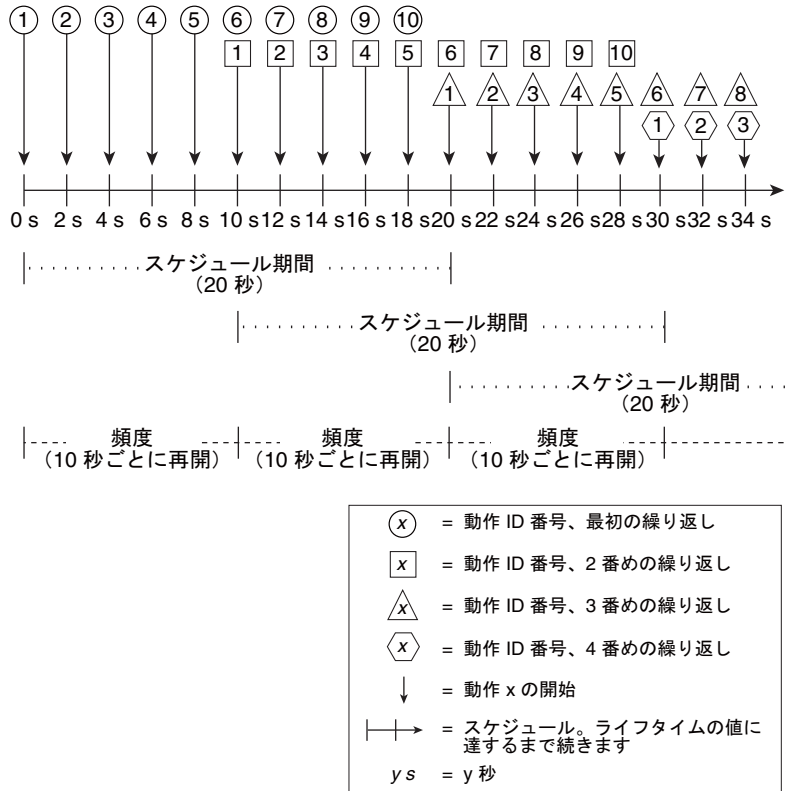 1 2 3 4 5 6 7 8 9 10
1 2 3 4 5 6 7 8 9 10
1 2 3 4 5 6 7 8
1 2 3
0 s 2 s 4 s 6 s 8 s 10 s 12 s 14 s 16 s 18 s 20 s 22 s 24 s 26 s 28 s 30 s 32 s 34 s
スケジュール期間
（20 秒）
スケジュール期間
（20 秒）
スケジュール期間
（20 秒）
頻度 頻度 頻度
（10 秒ごとに再開） （10 秒ごとに再開） （10 秒ごとに再開）
x = 動作 ID 番号、最初の繰り返し
x = 動作 ID 番号、2 番めの繰り返し
x = 動作 ID 番号、3 番めの繰り返し
x = 動作 ID 番号、4 番めの繰り返し
= 動作 x の開始
= スケジュール。ライフタイムの値に
達するまで続きます
y s = y 秒